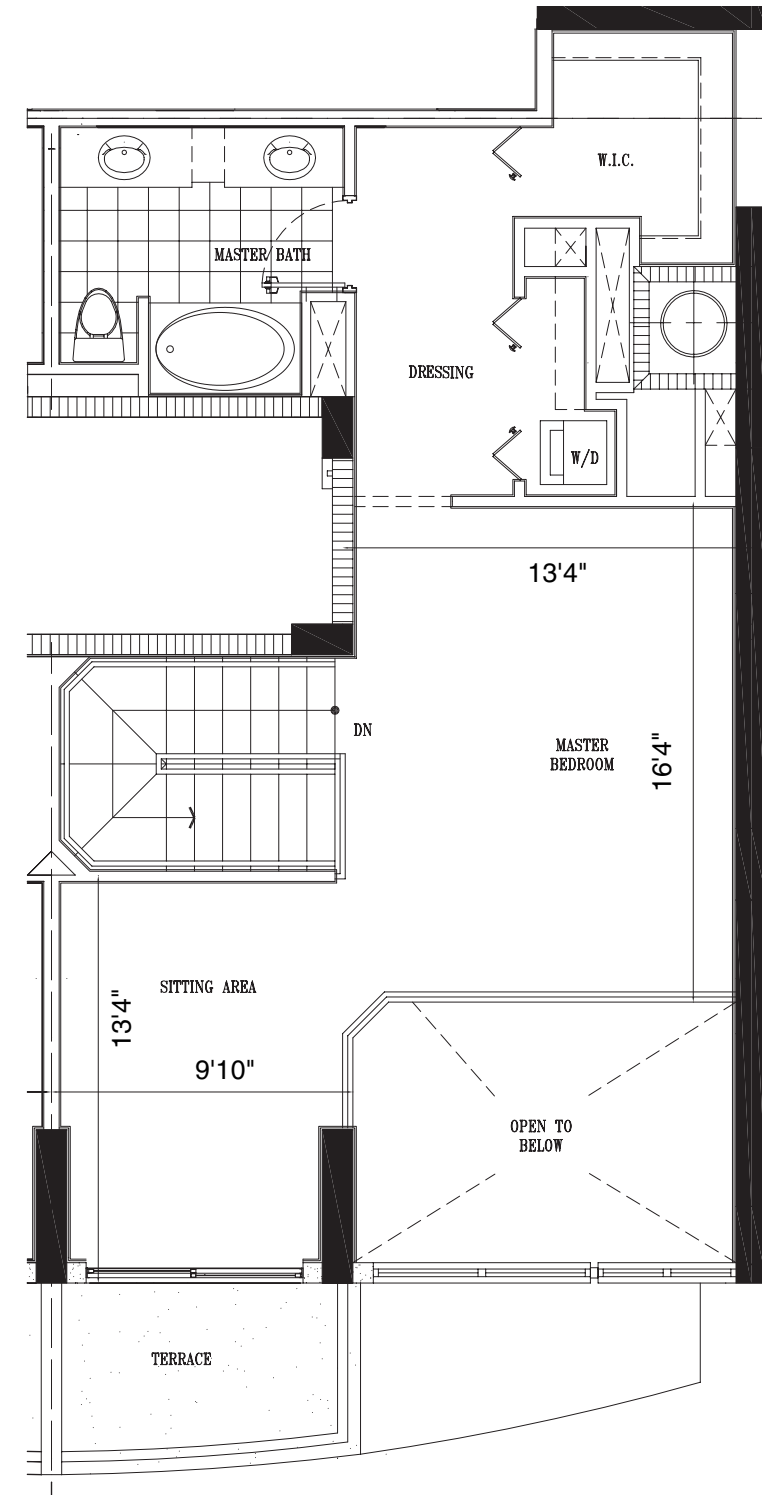 W.I.C.
MASTER BATH
DRESSING
W/D
13'4"
DN
MASTER
BEDROOM
16'4"
SITTING AREA
13'4"
9'10"
OPEN TO
BELOW
TERRACE